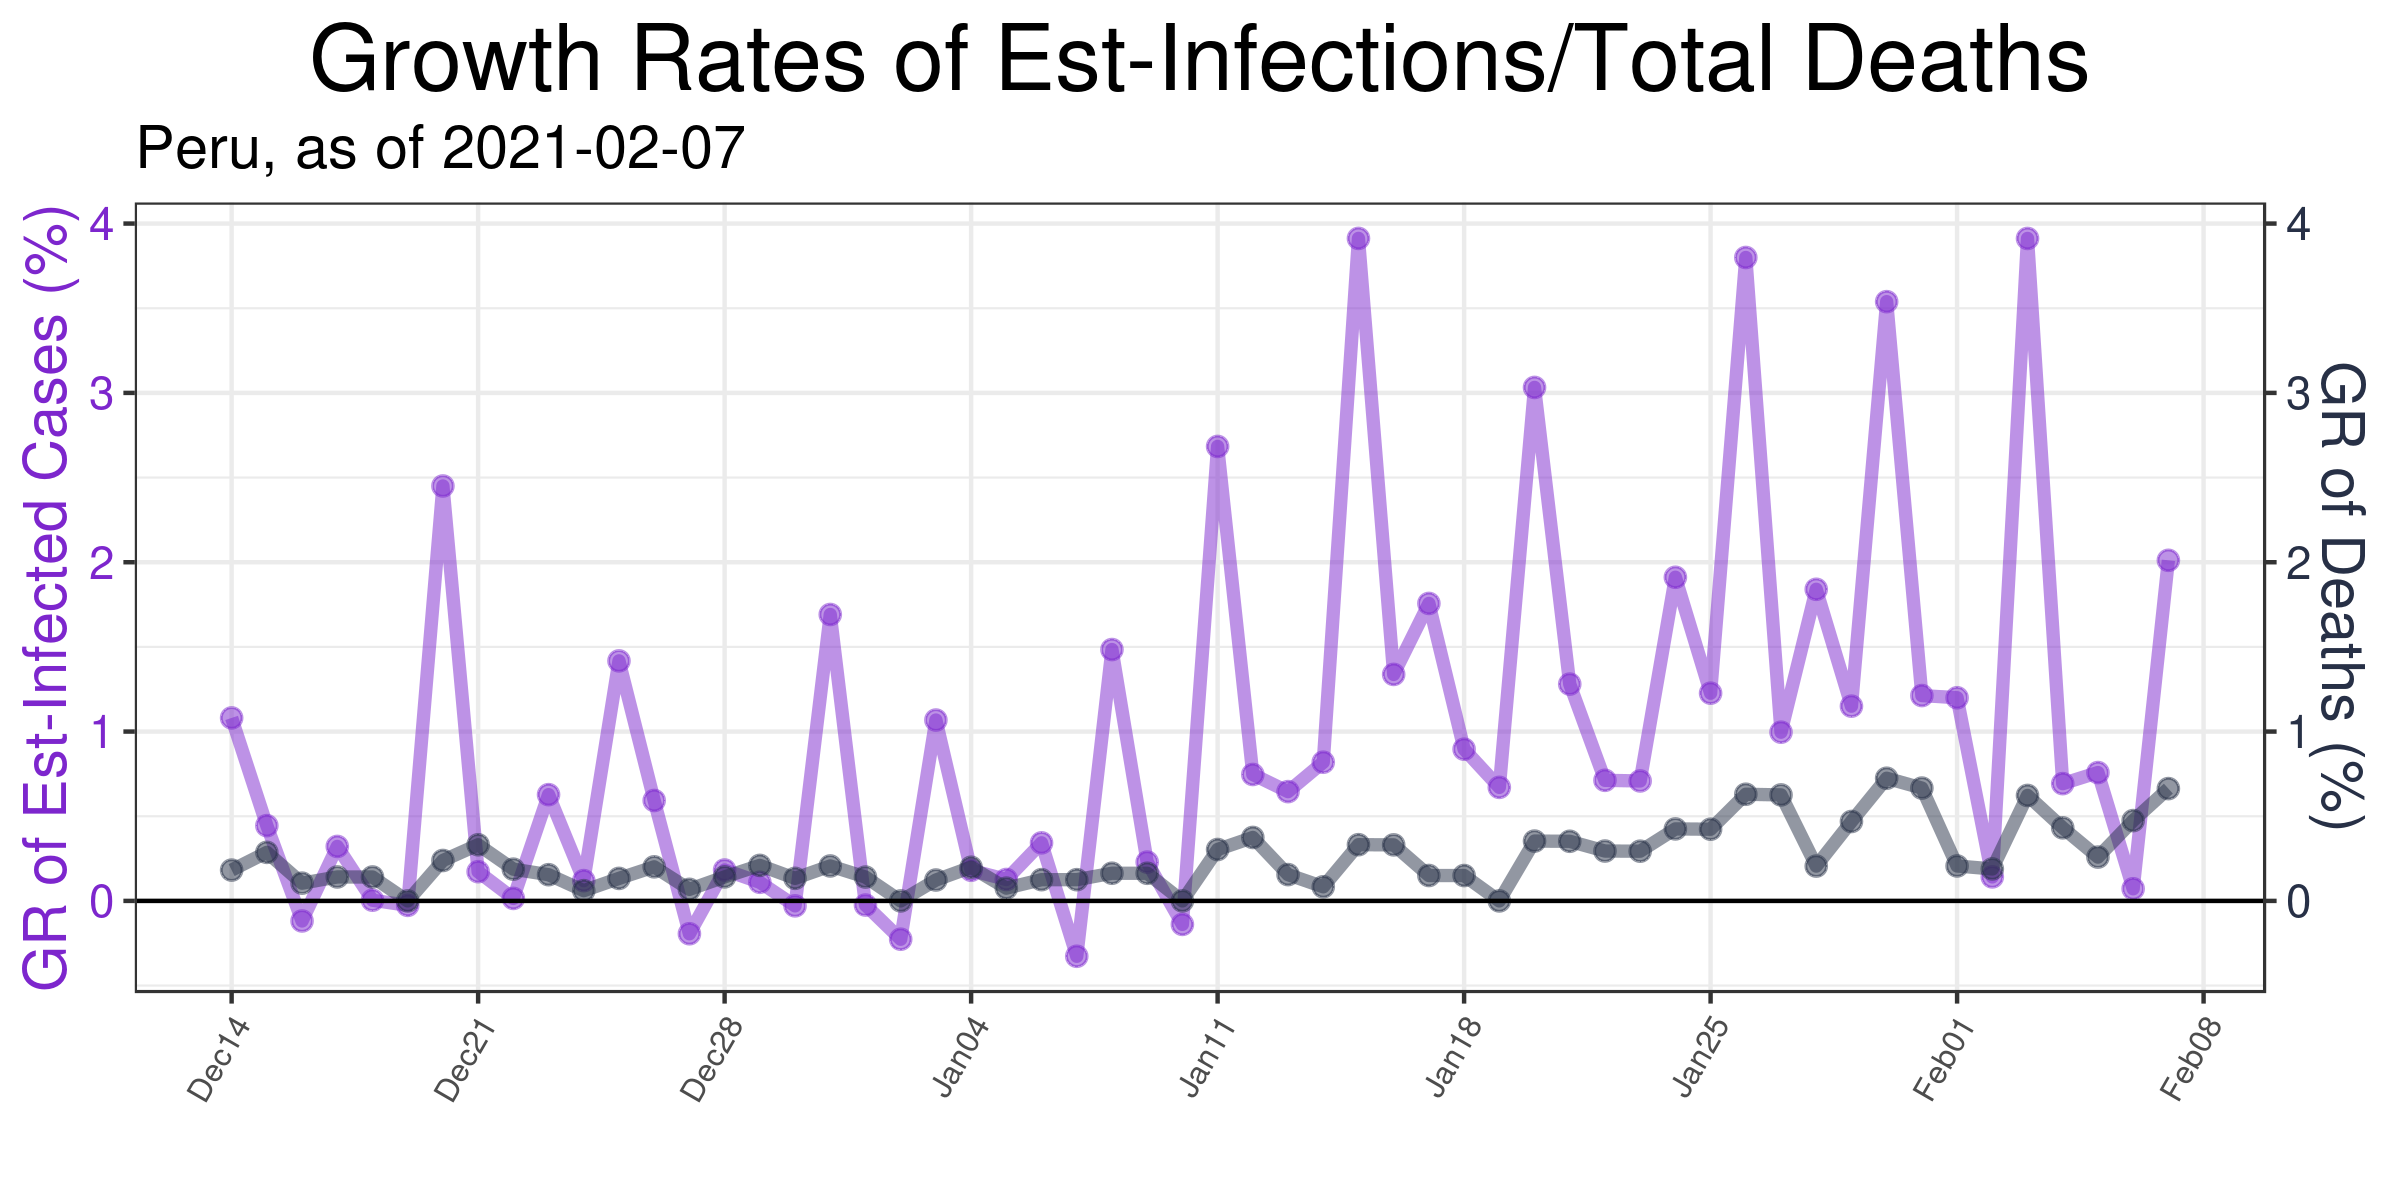 Growth Rates of Est-Infections/Total Deaths
Peru, as of 2021-02-07
GR of Est-Infected Cases (%)
4
3
2
1
0
4
3
2
1
0
GR of Deaths (%)
Dec14
Dec21
Dec28
Jan04
Jan11
Jan18
Jan25
Feb01
Feb08